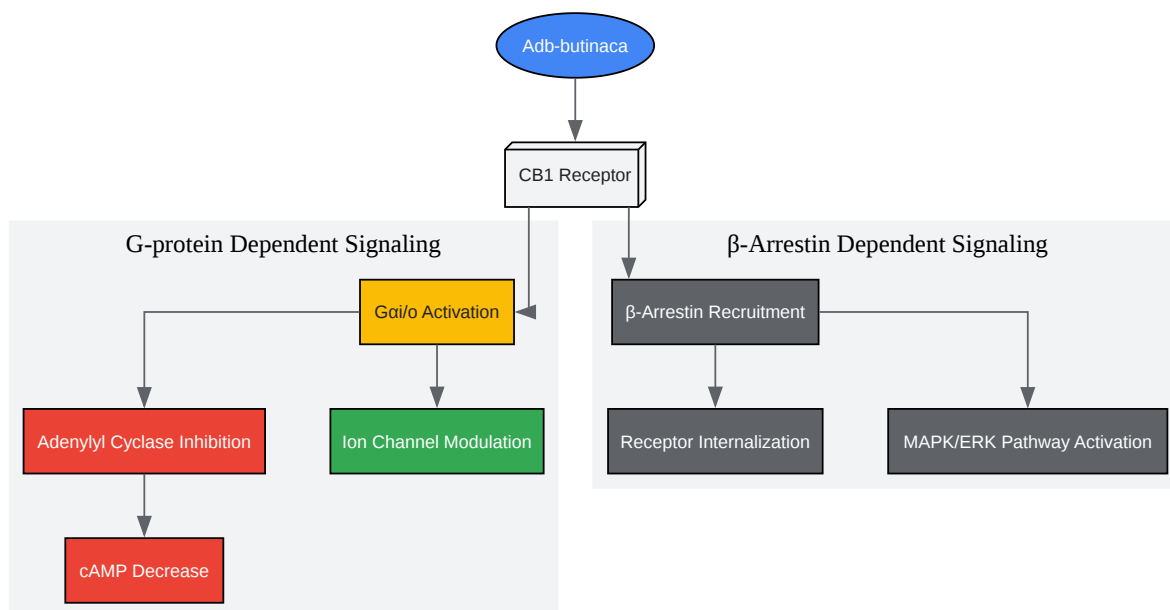 Adb-butinaca
CB1 Receptor
G-protein Dependent Signaling
β-Arrestin Dependent Signaling
Gαi/o Activation
β-Arrestin Recruitment
Adenylyl Cyclase Inhibition
Ion Channel Modulation
Receptor Internalization
MAPK/ERK Pathway Activation
cAMP Decrease